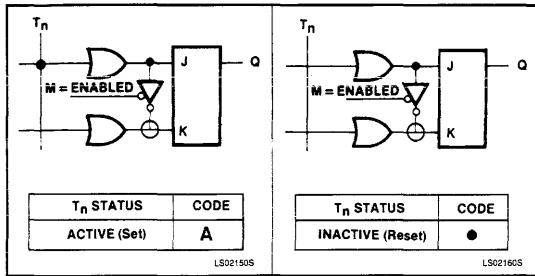 Tn
J
Q
M = ENABLED
K
Tn STATUS CODE
ACTIVE (Set) A
LS02150S
Tn
J
Q
M = ENABLED
K
Tn STATUS CODE
INACTIVE (Reset) ●
LS02160S